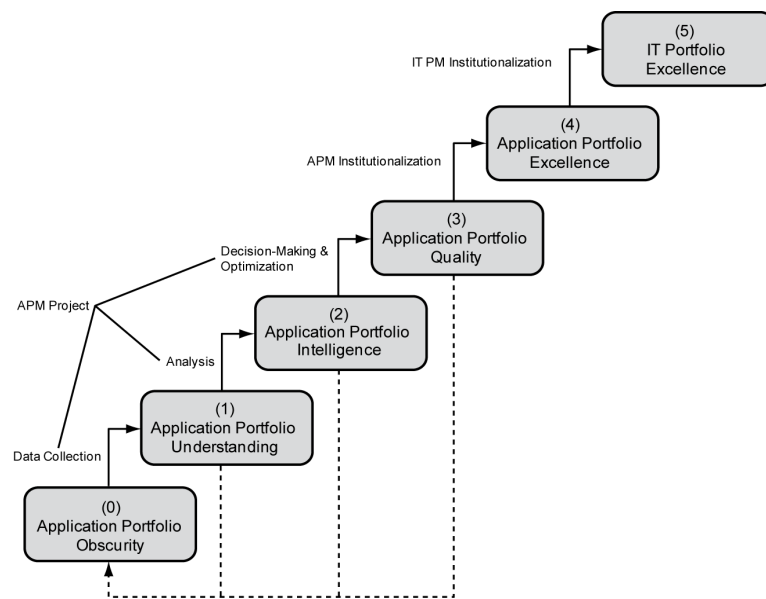 (5)
IT Portfolio
Excellence
IT PM Institutionalization
(4)
Application Portfolio
Excellence
APM Institutionalization
(3)
Application Portfolio
Quality
Decision-Making &
Optimization
APM Project
(2)
Application Portfolio
Intelligence
Analysis
(1)
Application Portfolio
Understanding
Data Collection
(0)
Application Portfolio
Obscurity